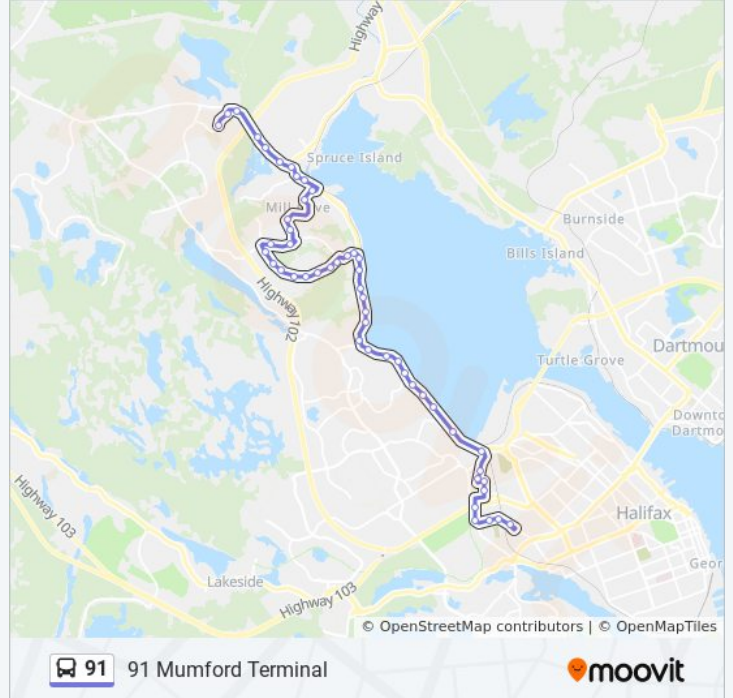 Highway
Spruce Island
Mill Cove
Burnside
Bills Island
Highway 102
Turtle Grove
Dartmou
Downto
Dartmo
Highway 103
Halifax
Geor
Lakeside
Highway 103
© OpenStreetMap contributors | © OpenMapTiles
91 91 Mumford Terminal
moovit